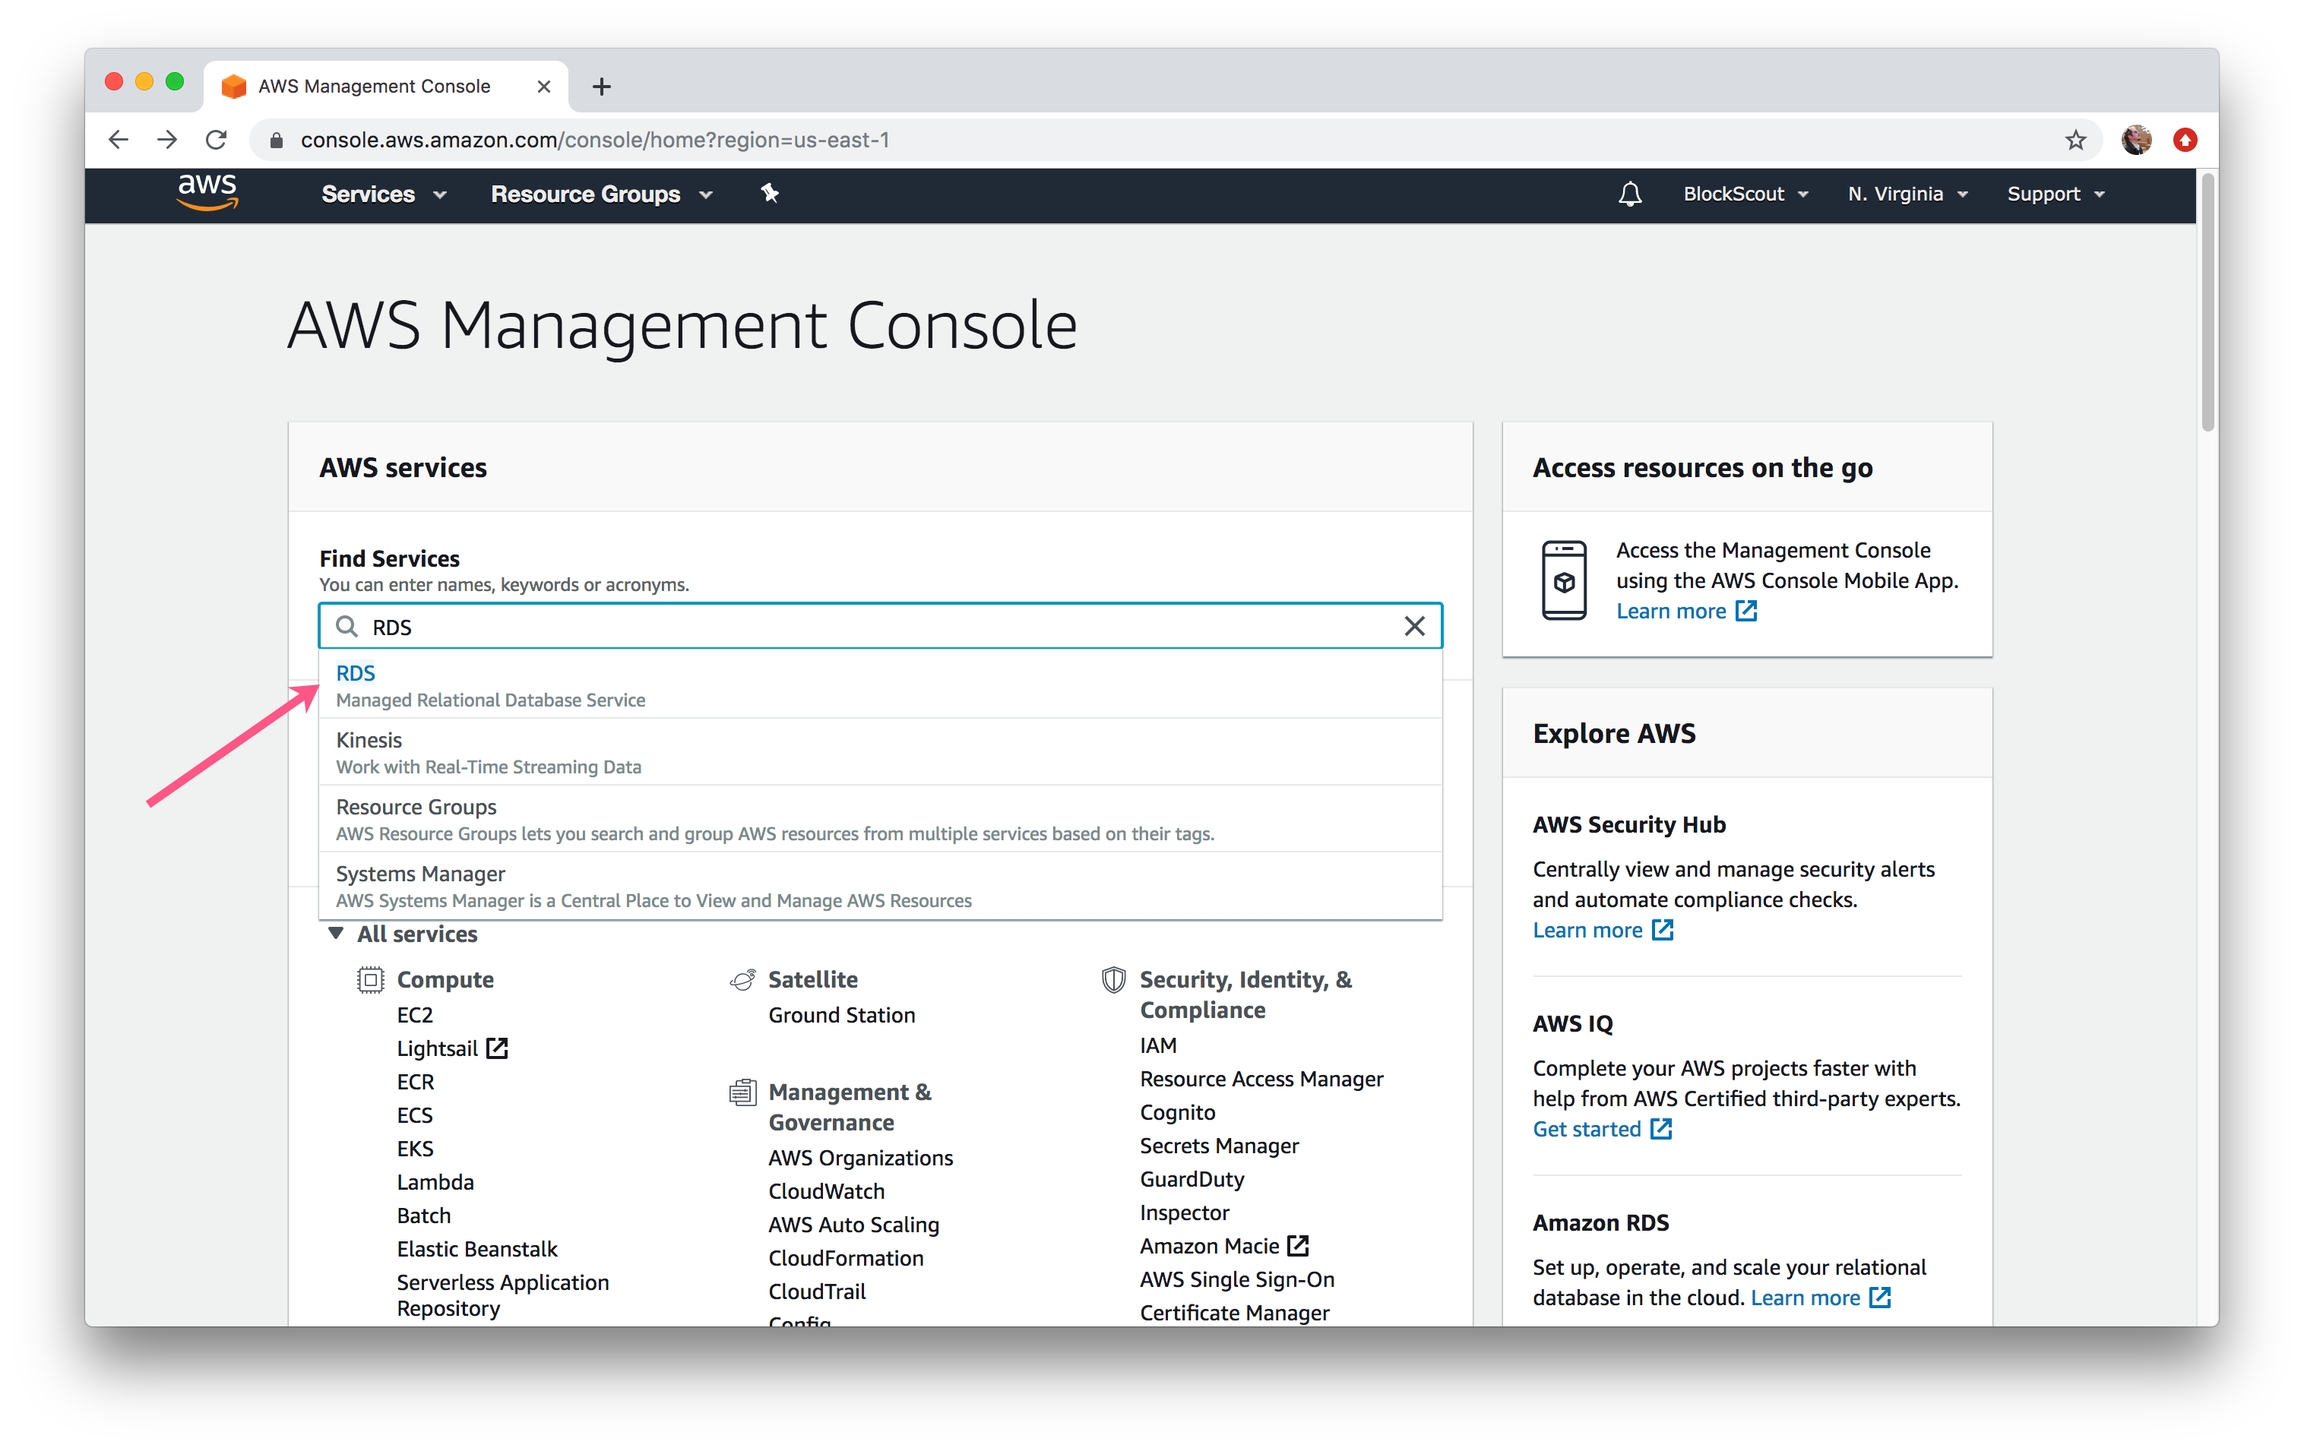 AWS Management Console
console.aws.amazon.com/console/home?region=us-east-1
aws
Services
Resource Groups
BlockScout
N. Virginia
Support
AWS Management Console
AWS services
Find Services
You can enter names, keywords or acronyms.
RDS
RDS
Managed Relational Database Service
Kinesis
Work with Real-Time Streaming Data
Resource Groups
AWS Resource Groups lets you search and group AWS resources from multiple services based on their tags.
Systems Manager
AWS Systems Manager is a Central Place to View and Manage AWS Resources
All services
Compute
EC2
Lightsail
ECR
ECS
EKS
Lambda
Batch
Elastic Beanstalk
Serverless Application
Repository
Satellite
Ground Station
Management &
Governance
AWS Organizations
CloudWatch
AWS Auto Scaling
CloudFormation
CloudTrail
Config
Security, Identity, &
Compliance
IAM
Resource Access Manager
Cognito
Secrets Manager
GuardDuty
Inspector
Amazon Macie
AWS Single Sign-On
Certificate Manager
Access resources on the go
Access the Management Console
using the AWS Console Mobile App.
Learn more
Explore AWS
AWS Security Hub
Centrally view and manage security alerts
and automate compliance checks.
Learn more
AWS IQ
Complete your AWS projects faster with
help from AWS Certified third-party experts.
Get started
Amazon RDS
Set up, operate, and scale your relational
database in the cloud. Learn more